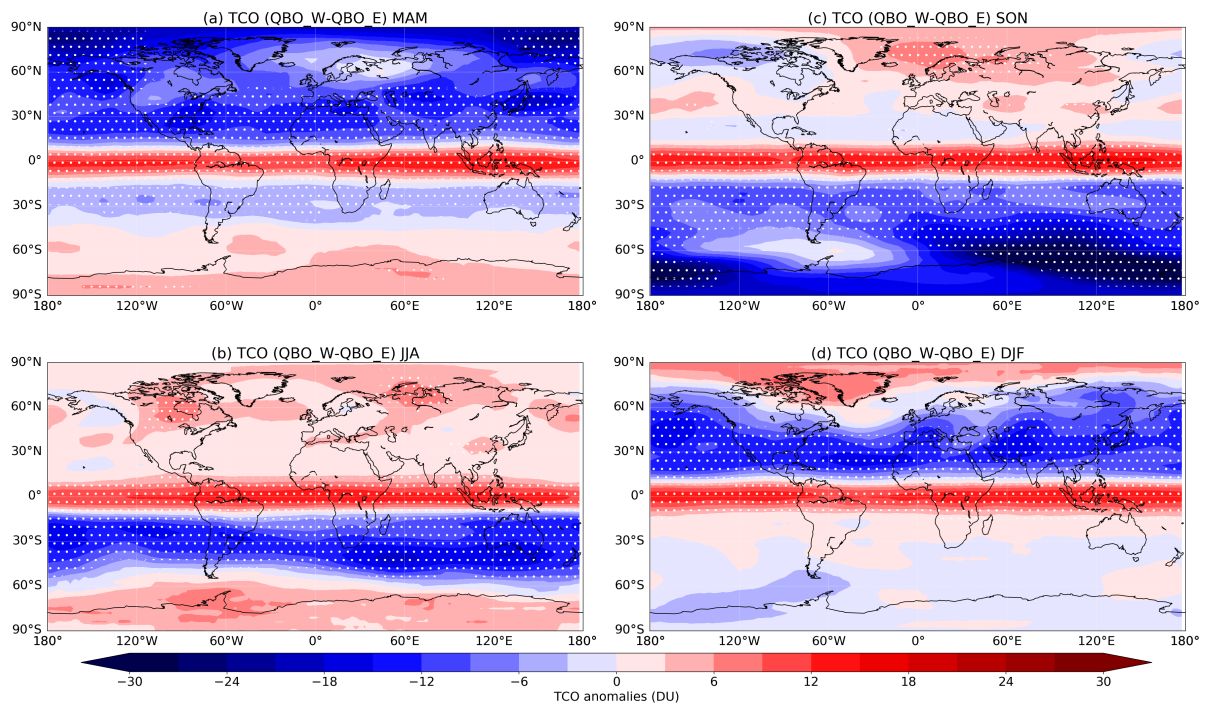 (a) TCO (QBO_W-QBO_E) MAM
90°N
60°N
30°N
0°
30°S
60°S
90°S
180° 120°W 60°W 0° 60°E 120°E 180°
(c) TCO (QBO_W-QBO_E) SON
90°N
60°N
30°N
0°
30°S
60°S
90°S
180° 120°W 60°W 0° 60°E 120°E 180°
(b) TCO (QBO_W-QBO_E) JJA
90°N
60°N
30°N
0°
30°S
60°S
90°S
180° 120°W 60°W 0° 60°E 120°E 180°
(d) TCO (QBO_W-QBO_E) DJF
90°N
60°N
30°N
0°
30°S
60°S
90°S
180° 120°W 60°W 0° 60°E 120°E 180°
−30 −24 −18 −12 −6 0 6 12 18 24 30
TCO anomalies (DU)